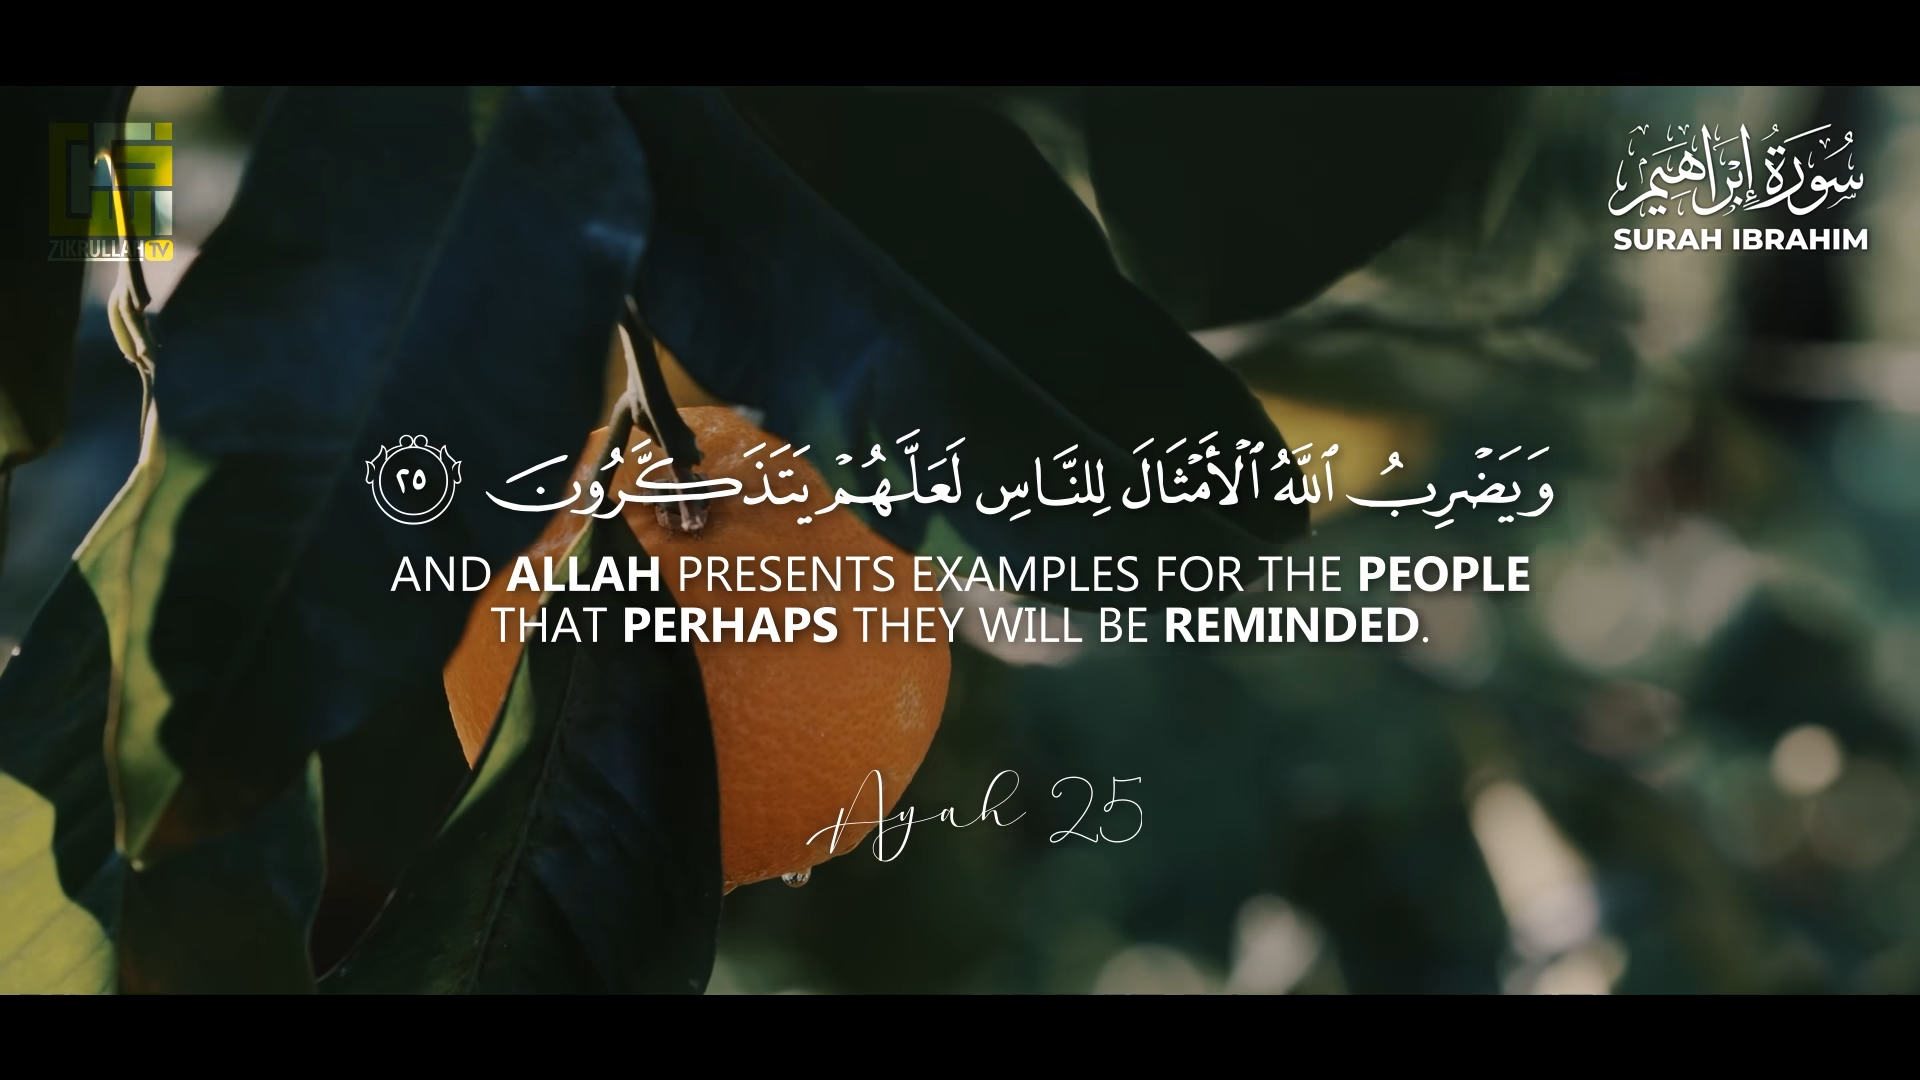 ZIKRULLAH TV
سُورَةُ إِبْرَاهِيم
SURAH IBRAHIM
وَيَضْرِبُ ٱللَّهُ ٱلْأَمْثَالَ لِلنَّاسِ لَعَلَّهُمْ يَتَذَكَّرُونَ ٢٥
AND ALLAH PRESENTS EXAMPLES FOR THE PEOPLE
THAT PERHAPS THEY WILL BE REMINDED.
Ayah 25